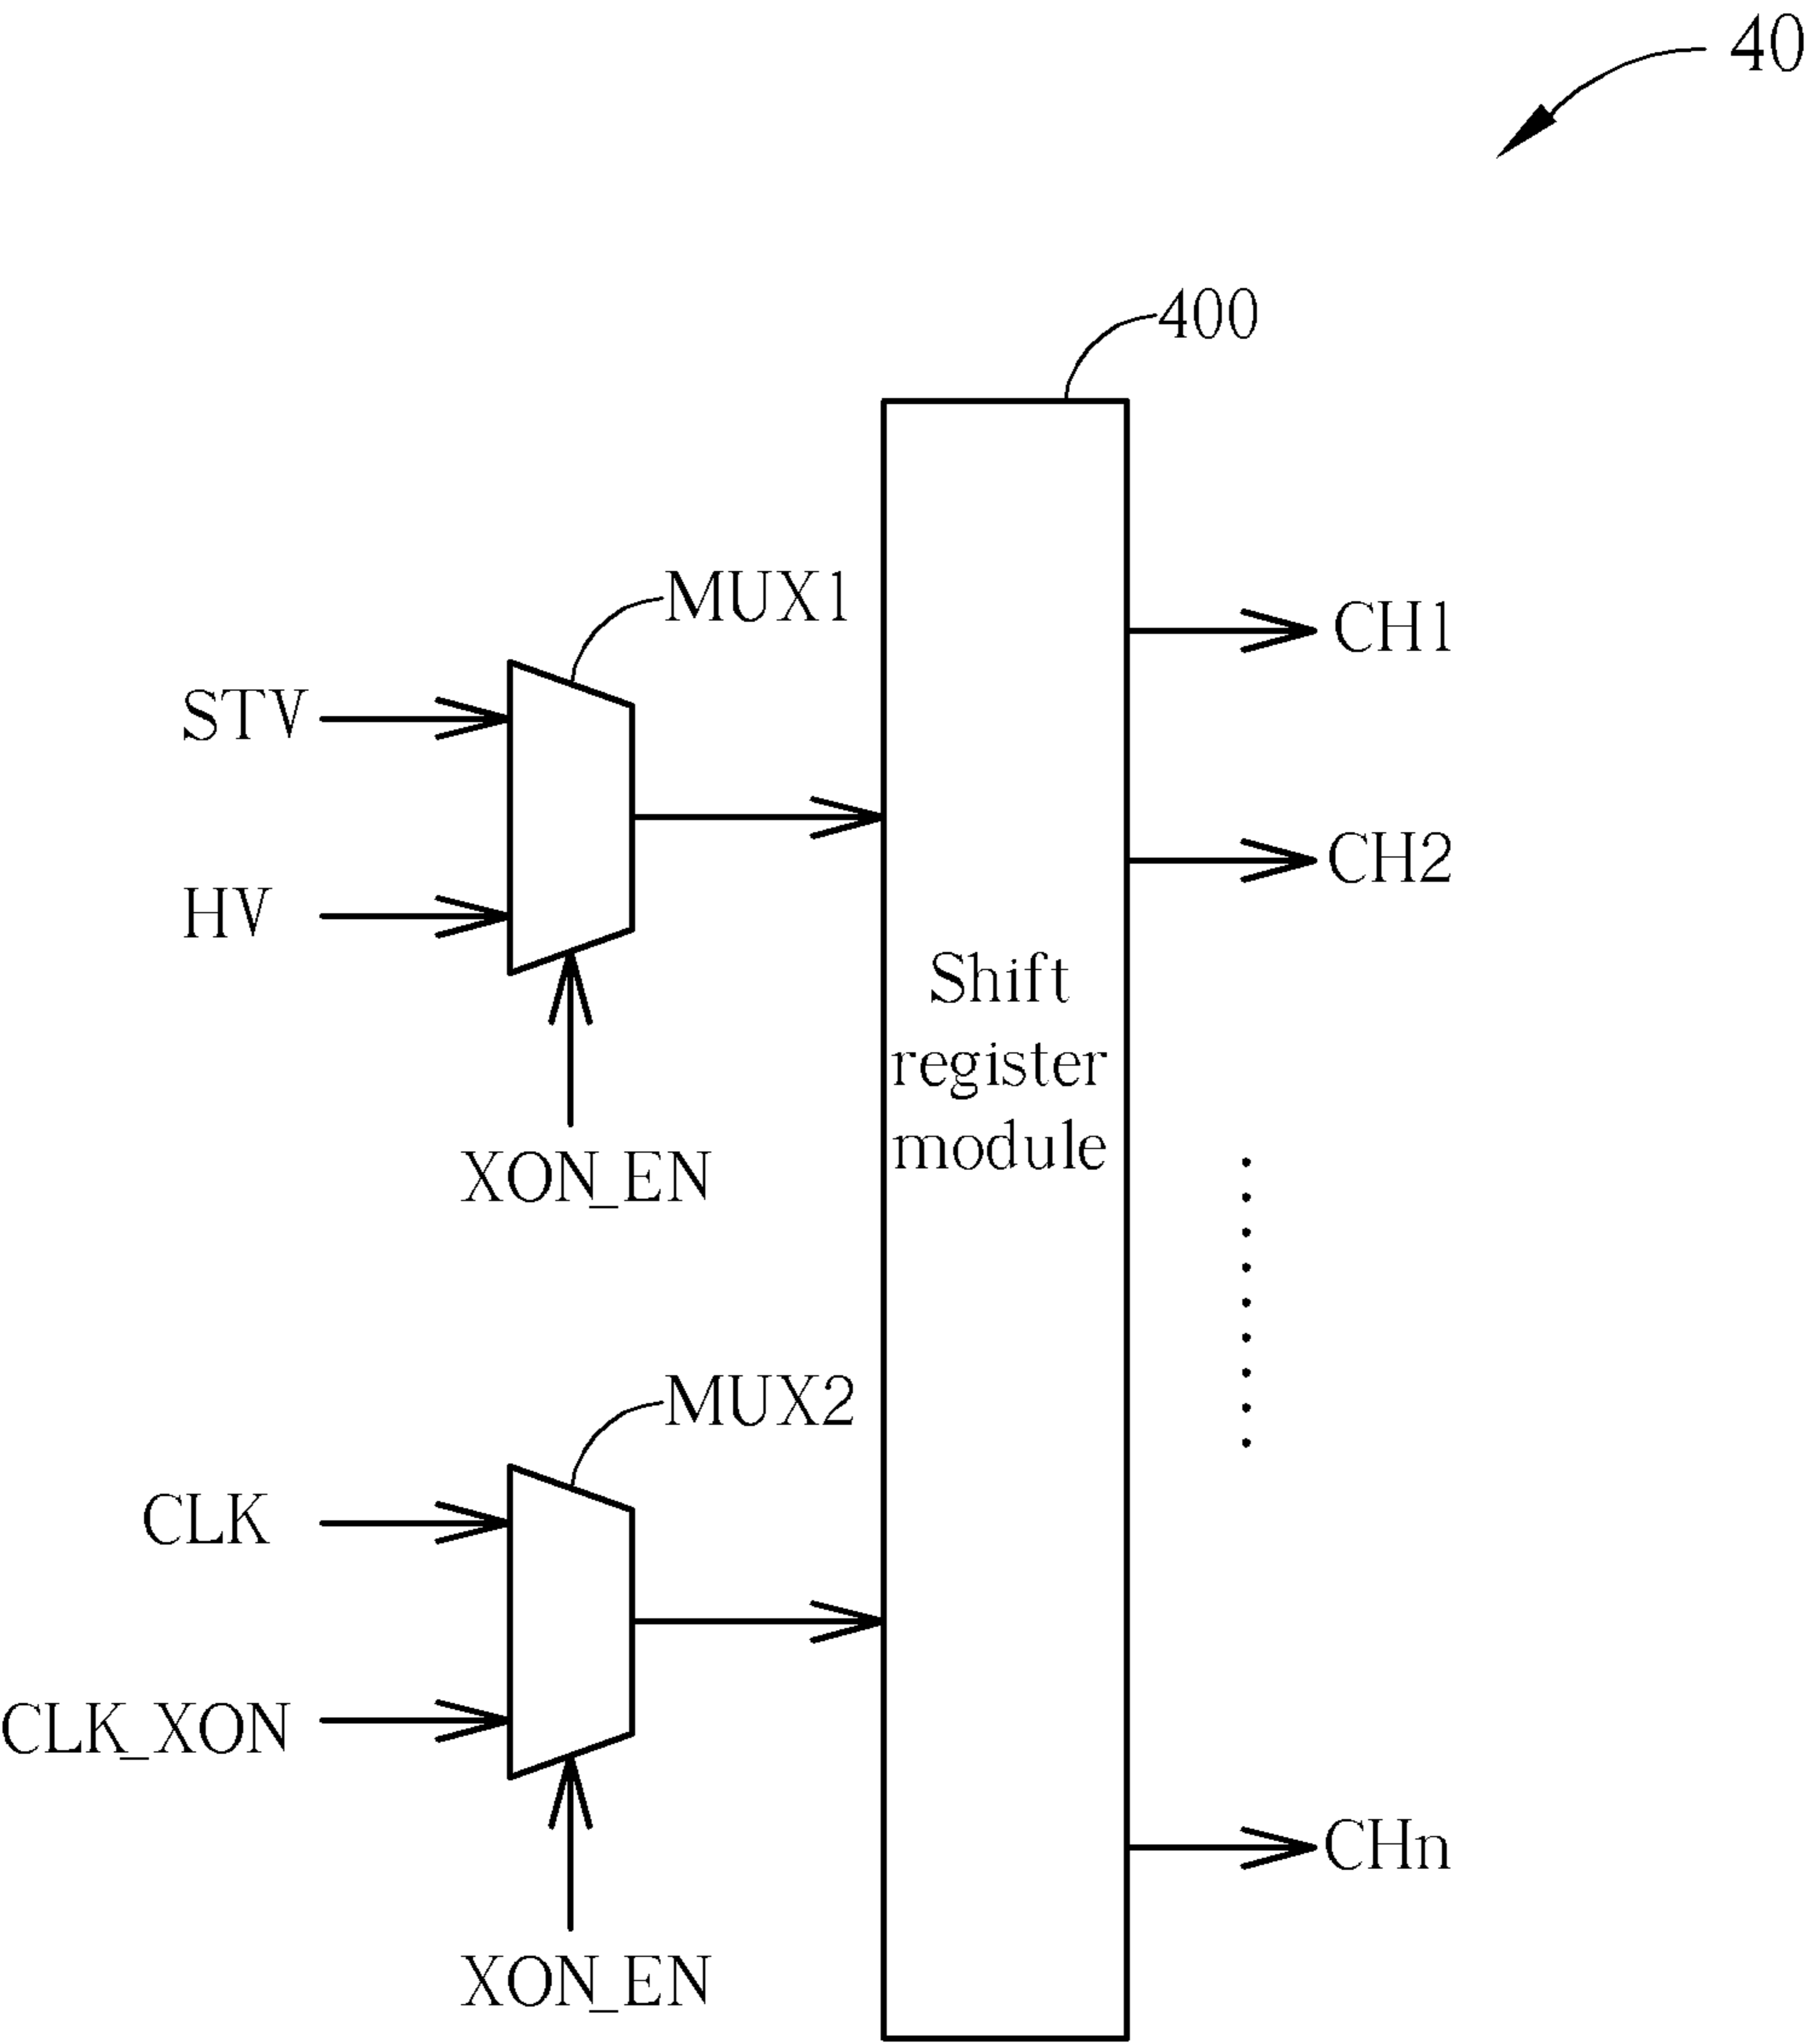 40
400
MUX1
CH1
STV
CH2
HV
Shift
register
module
XON_EN
MUX2
CLK
CLK_XON
CHn
XON_EN